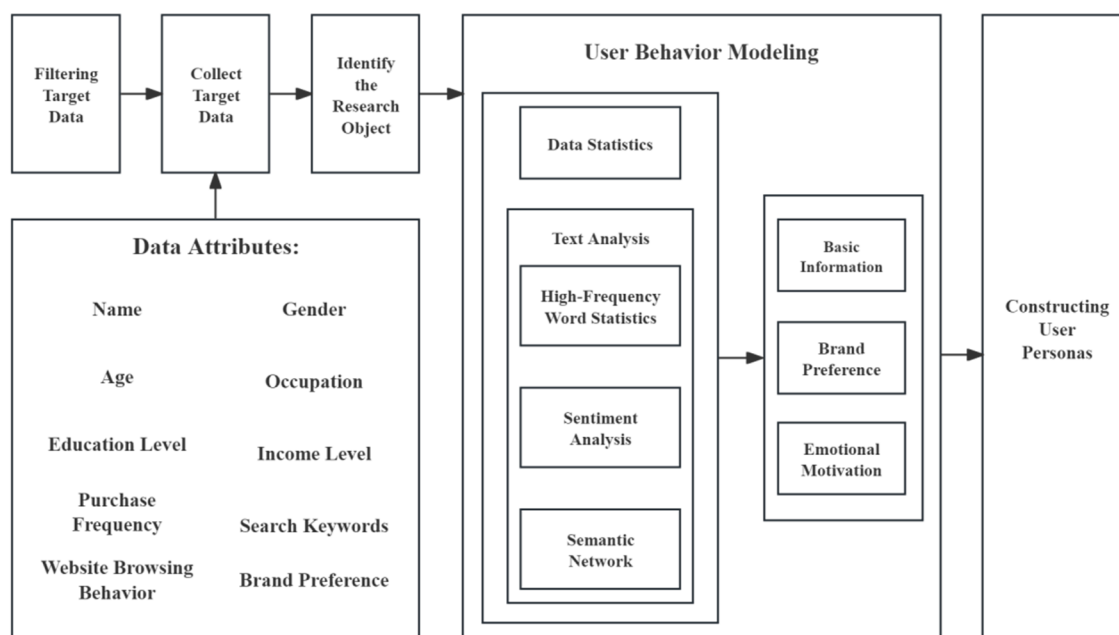 Filtering
Target
Data
Collect
Target
Data
Identify
the
Research
Object
Data Attributes:
Name
Gender
Age
Occupation
Education Level
Income Level
Purchase
Frequency
Search Keywords
Website Browsing
Behavior
Brand Preference
User Behavior Modeling
Data Statistics
Text Analysis
High-Frequency
Word Statistics
Sentiment
Analysis
Semantic
Network
Basic
Information
Brand
Preference
Emotional
Motivation
Constructing
User
Personas